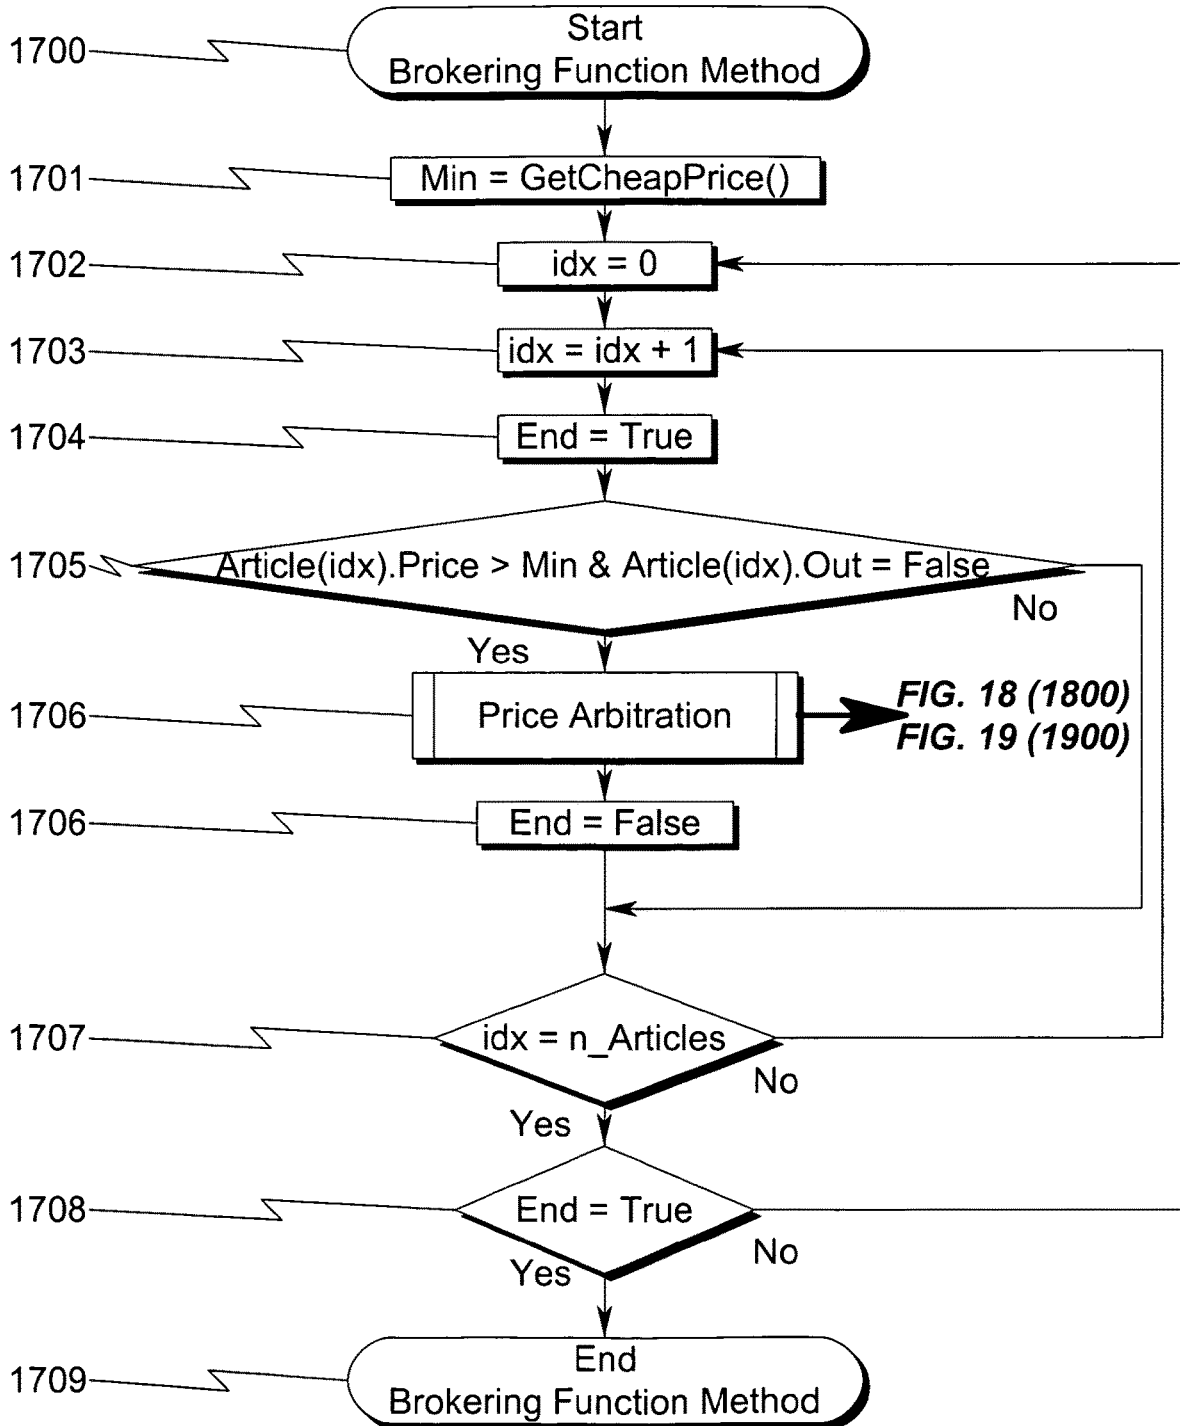 1700
Start
Brokering Function Method
1701
Min = GetCheapPrice()
1702
idx = 0
1703
idx = idx + 1
1704
End = True
1705
Article(idx).Price > Min & Article(idx).Out = False
No
Yes
1706
Price Arbitration
FIG. 18 (1800)
FIG. 19 (1900)
1706
End = False
1707
idx = n_Articles
No
Yes
1708
End = True
No
Yes
1709
End
Brokering Function Method